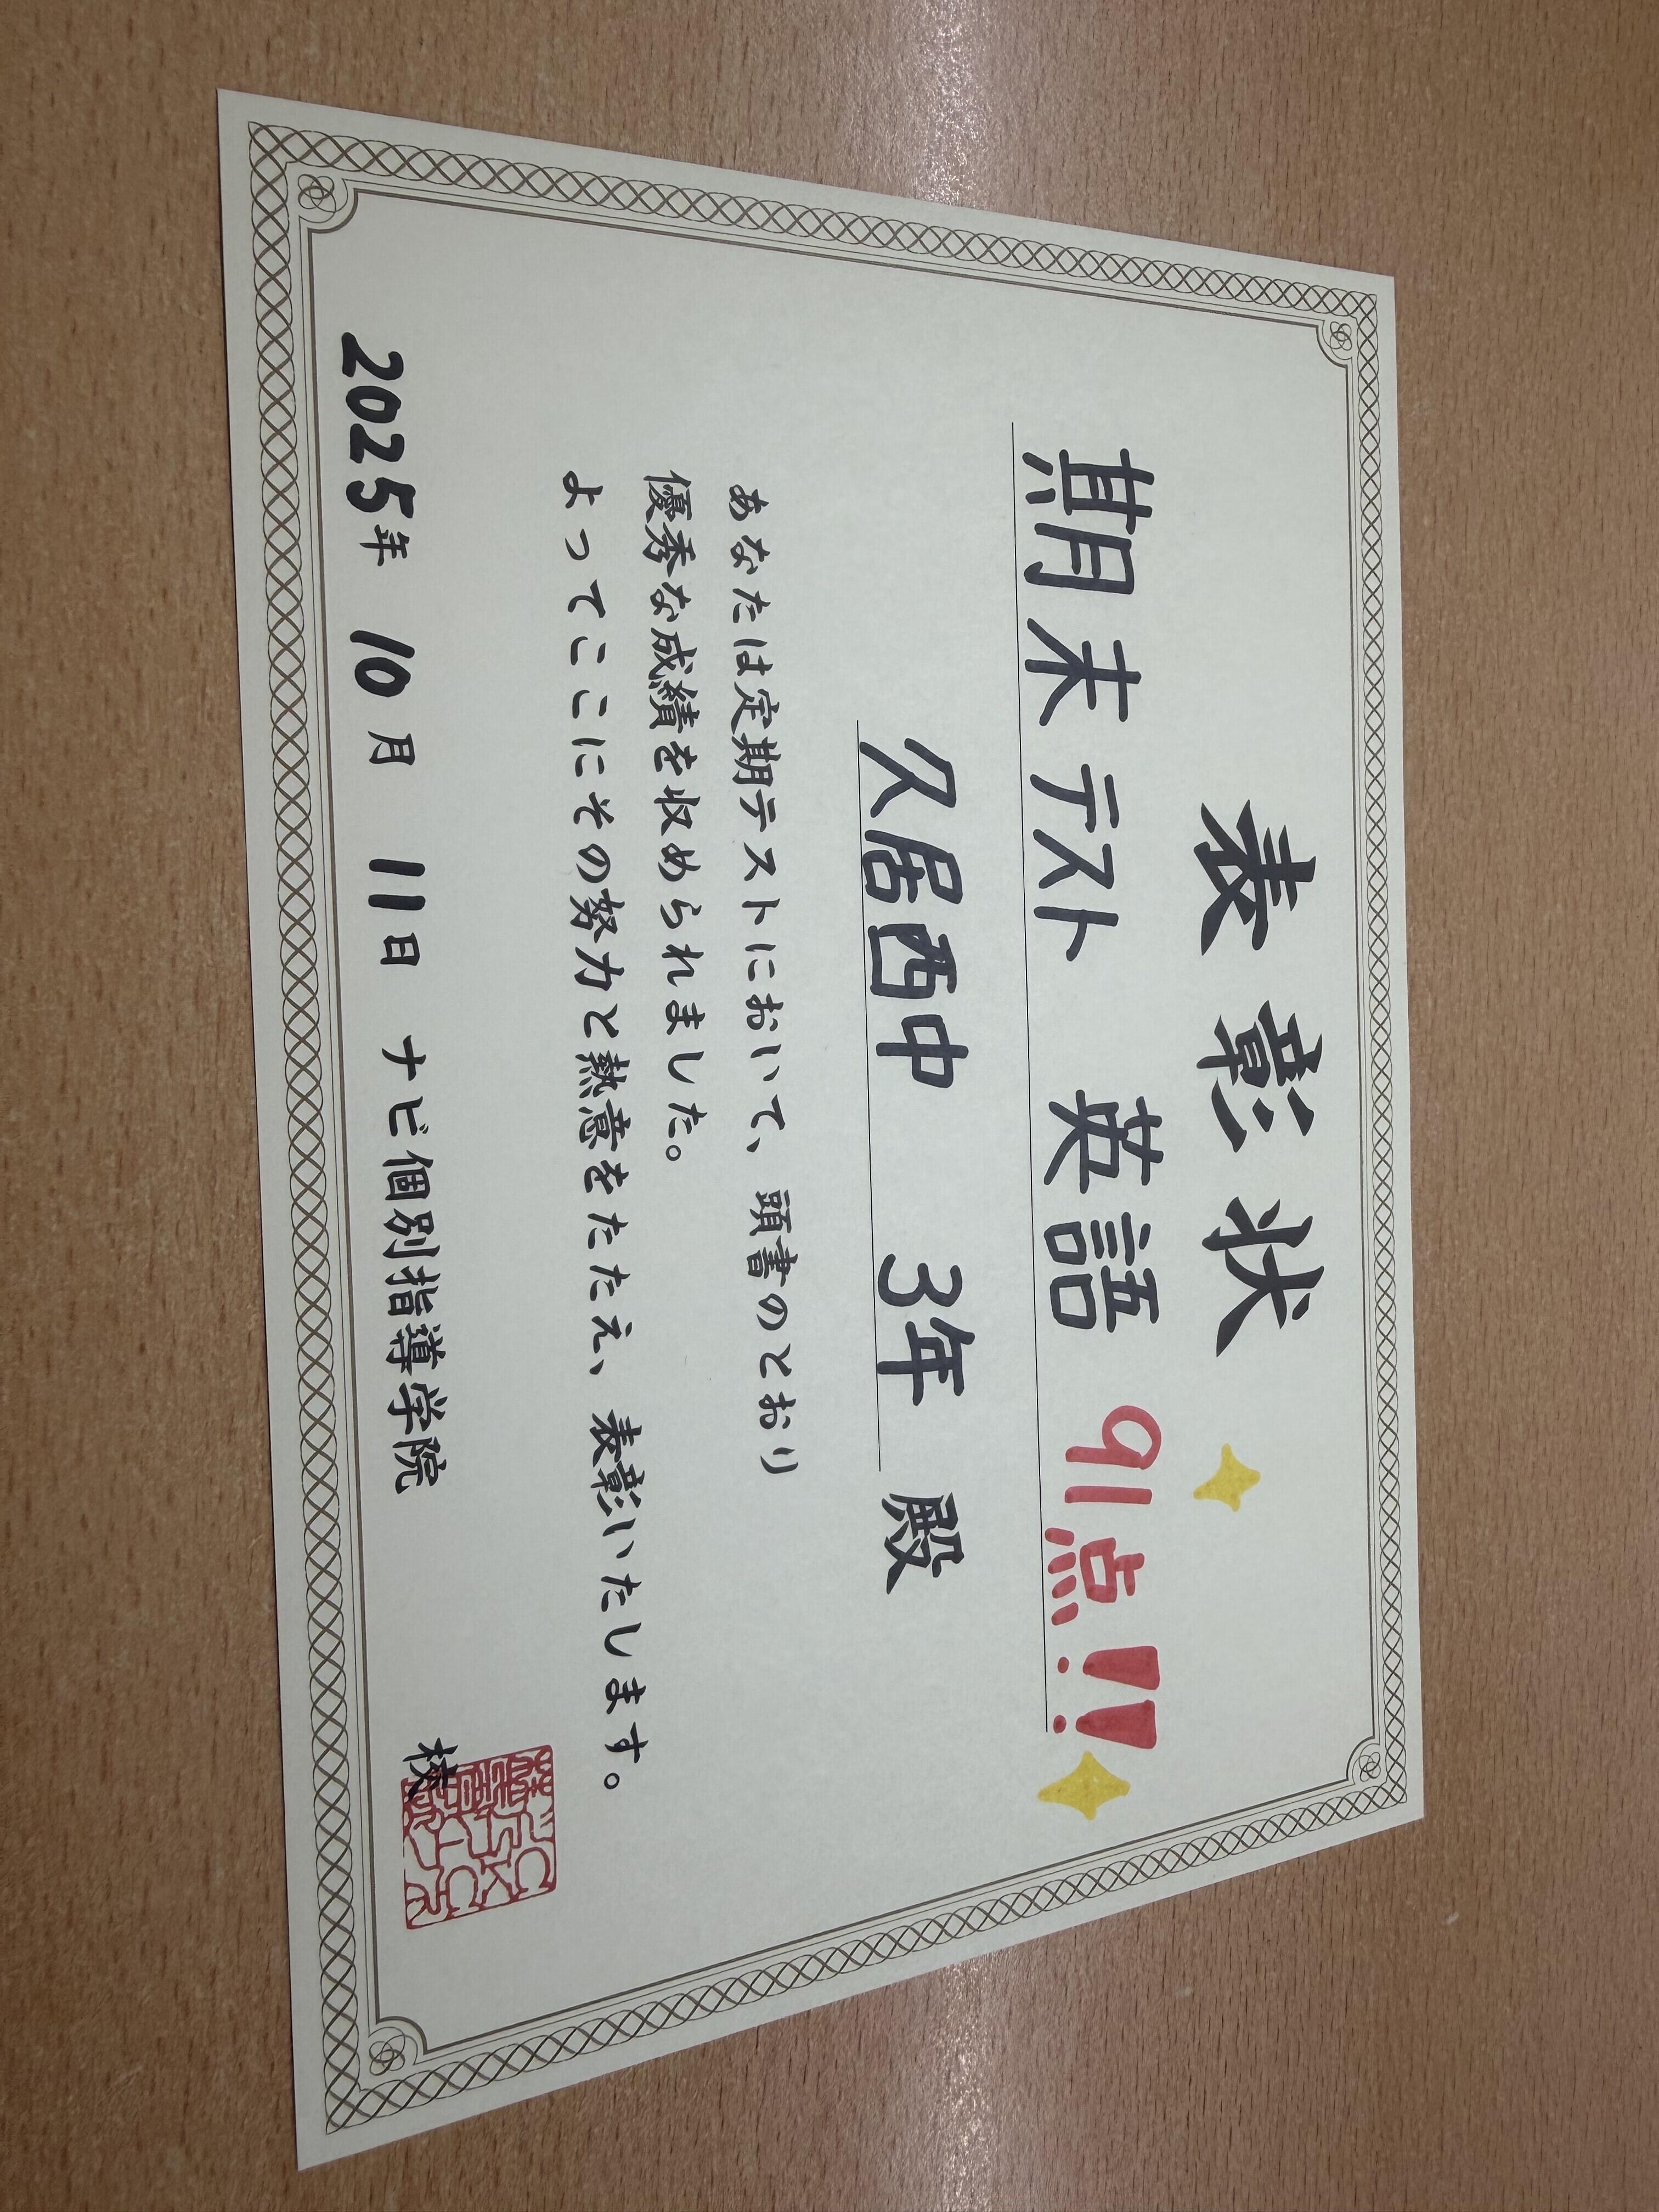 表彰状
期末テスト 英語 91点!!
久居西中 3年 殿
あなたは定期テストにおいて、頭書のとおり
優秀な成績を収められました。
よってここにその努力と熱意をたたえ、表彰いたします。
2025年 10月 11日 ナビ個別指導学院 校